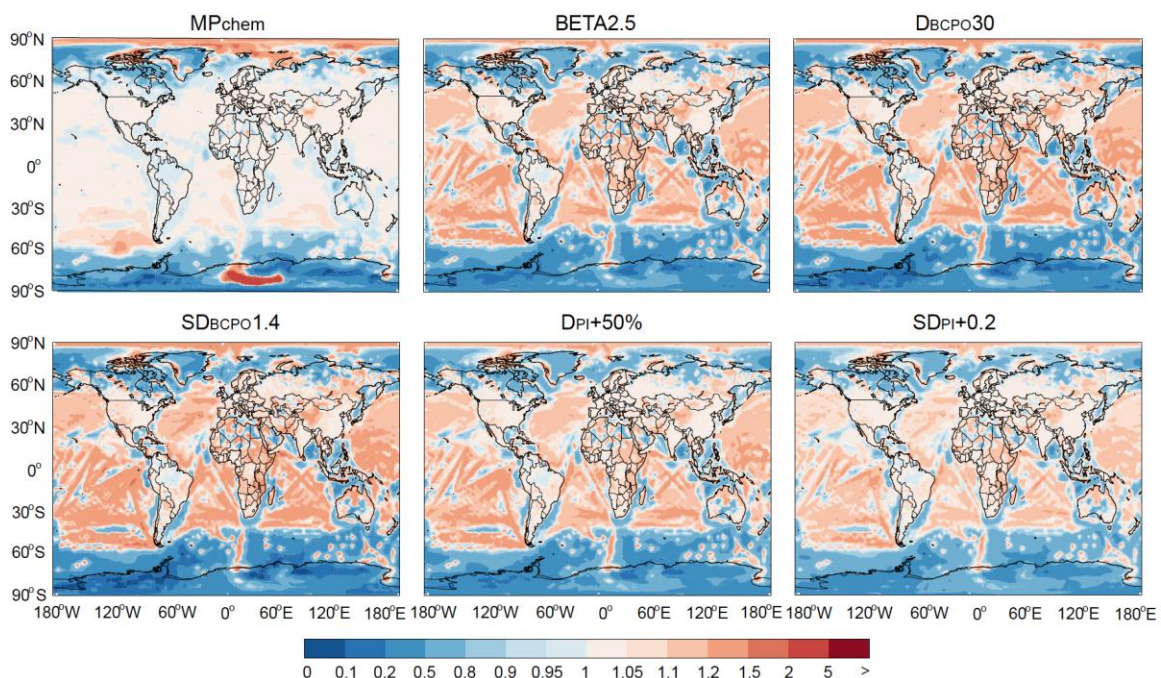 MPchem BETA2.5 DBCPO30
90°N
60°N
30°N
0°
30°S
60°S
90°S
SDBCPO1.4 DPI+50% SDPI+0.2
90°N
60°N
30°N
0°
30°S
60°S
90°S
180°W 120°W 60°W 0° 60°E 120°E 180°E 180°W 120°W 60°W 0° 60°E 120°E 180°E 180°W 120°W 60°W 0° 60°E 120°E 180°E
0 0.1 0.2 0.5 0.8 0.9 0.95 1 1.05 1.1 1.2 1.5 2 5 >